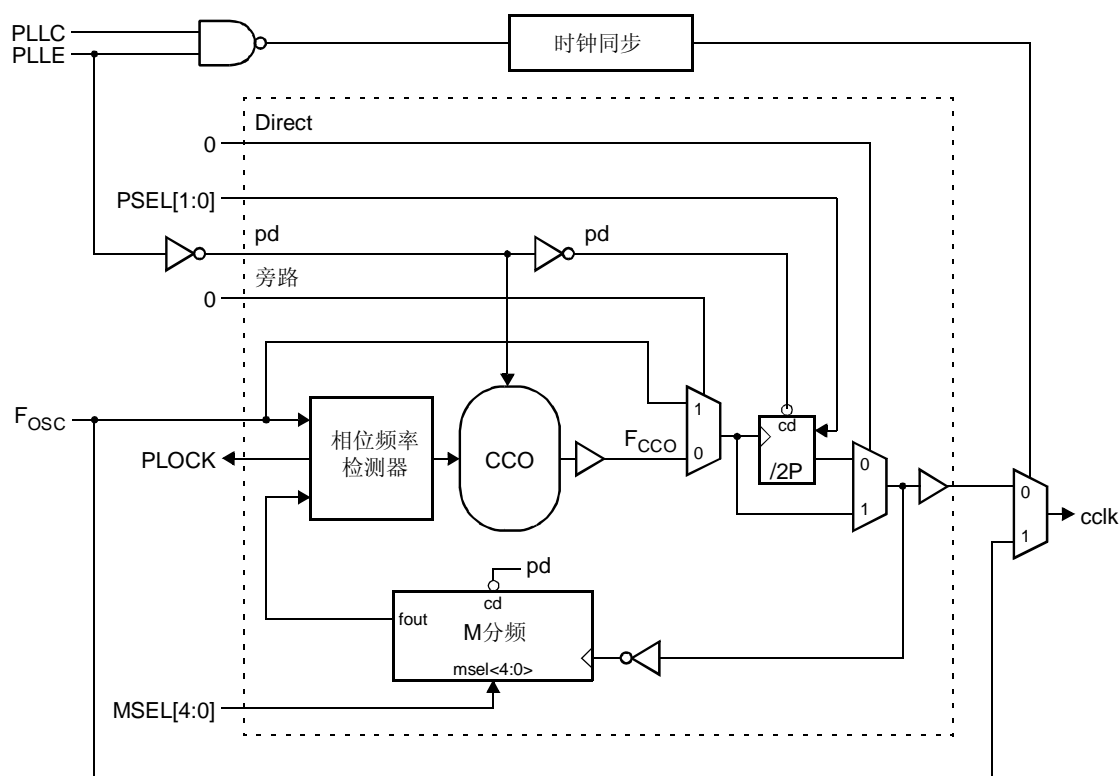 PLLC
PLLE
时钟同步
Direct
0
PSEL[1:0]
pd
pd
旁路
0
FOSC
相位频率
检测器
PLOCK
CCO
FCCO
1
0
cd
/2P
0
1
0
1
cclk
pd
cd
fout
M分频
msel<4:0>
MSEL[4:0]